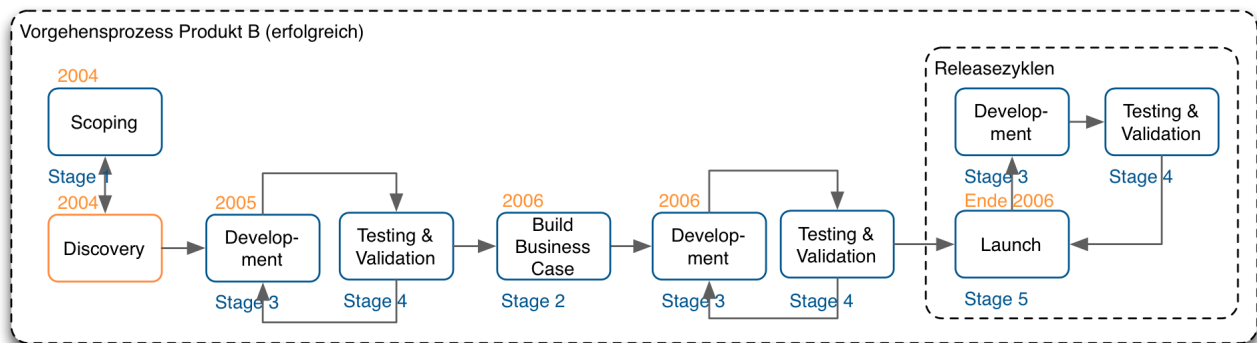 Vorgehensprozess Produkt B (erfolgreich)
2004
Scoping
Stage 1
2004
Discovery
2005
Develop-
ment
Stage 3
Testing &
Validation
Stage 4
2006
Build
Business
Case
Stage 2
2006
Develop-
ment
Stage 3
Testing &
Validation
Stage 4
Releasezyklen
Develop-
ment
Stage 3
Testing &
Validation
Stage 4
Ende 2006
Launch
Stage 5